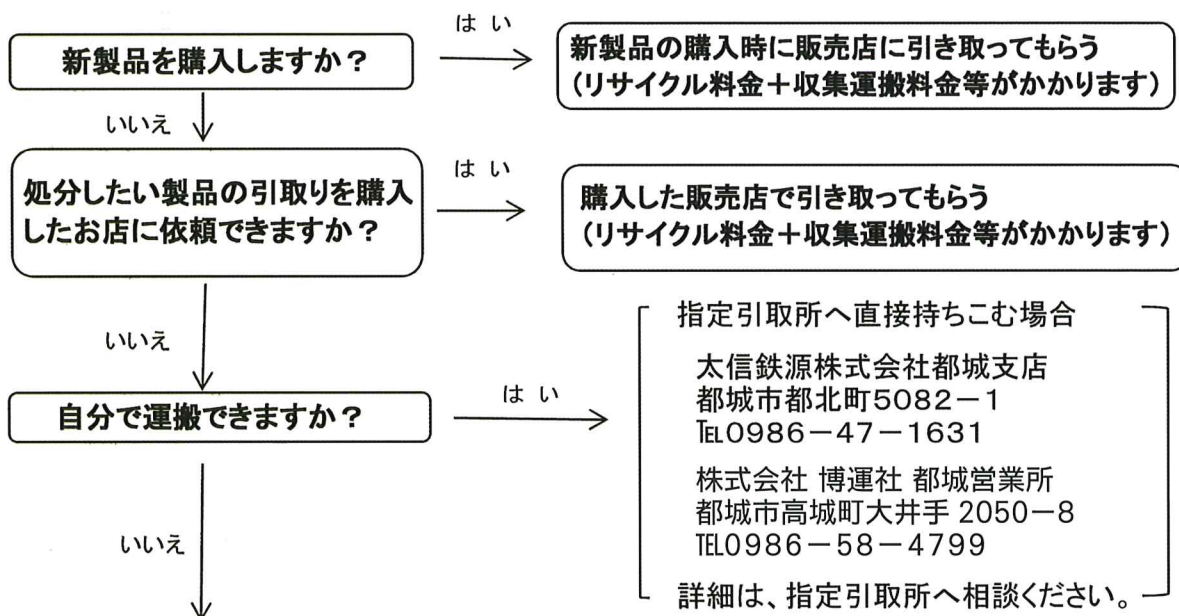 新製品を購入しますか？
はい
新製品の購入時に販売店に引き取ってもらう
（リサイクル料金＋収集運搬料金等がかかります）
いいえ
処分したい製品の引取りを購入
したお店に依頼できますか？
はい
購入した販売店で引き取ってもらう
（リサイクル料金＋収集運搬料金等がかかります）
いいえ
自分で運搬できますか？
はい
指定引取所へ直接持ちこむ場合
太信鉄源株式会社都城支店
都城市都北町5082－1
℡0986－47－1631
株式会社 博運社 都城営業所
都城市高城町大井手 2050－8
℡0986－58－4799
詳細は、指定引取所へ相談ください。
いいえ